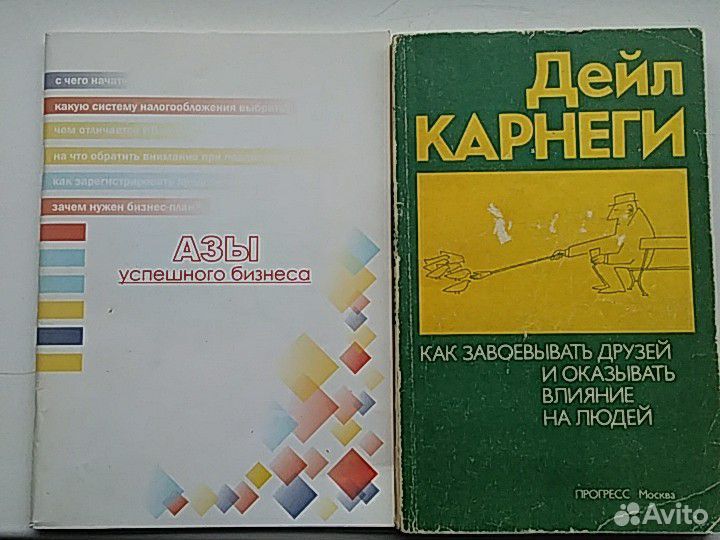 с чего начать
какую систему налогообложения выбрать
чем отличается
на что обратить внимание при
как зарегистрировать
зачем нужен бизнес-план
АЗЫ
успешного бизнеса
Дейл
КАРНЕГИ
КАК ЗАВОЕВЫВАТЬ ДРУЗЕЙ
И ОКАЗЫВАТЬ
ВЛИЯНИЕ
НА ЛЮДЕЙ
ПРОГРЕСС Москва
Avito